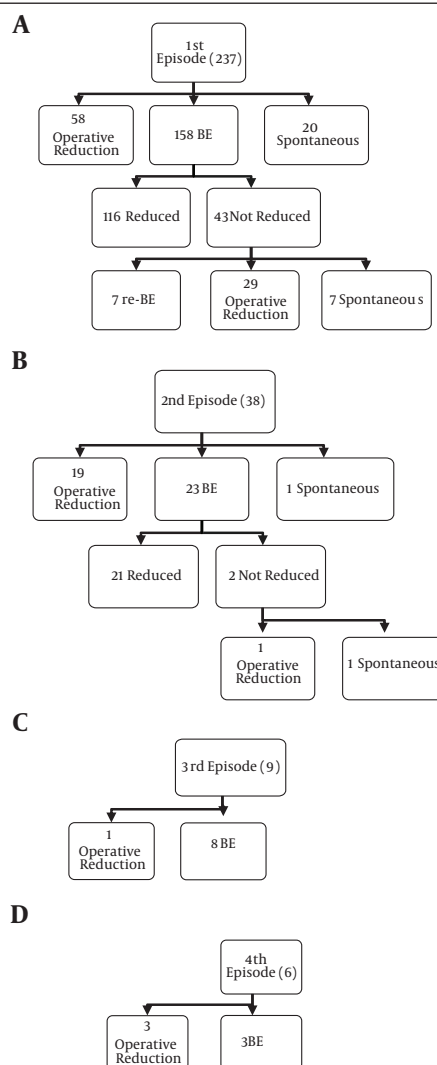 A
1st
Episode (237)
58
Operative
Reduction
158 BE
20
Spontaneous
116 Reduced
43Not Reduced
7 re-BE
29
Operative
Reduction
7 Spontaneous
B
2nd Episode (38)
19
Operative
Reduction
23 BE
1 Spontaneous
21 Reduced
2 Not Reduced
1
Operative
Reduction
1 Spontaneous
C
3rd Episode (9)
1
Operative
Reduction
8 BE
D
4th
Episode (6)
3
Operative
Reduction
3BE